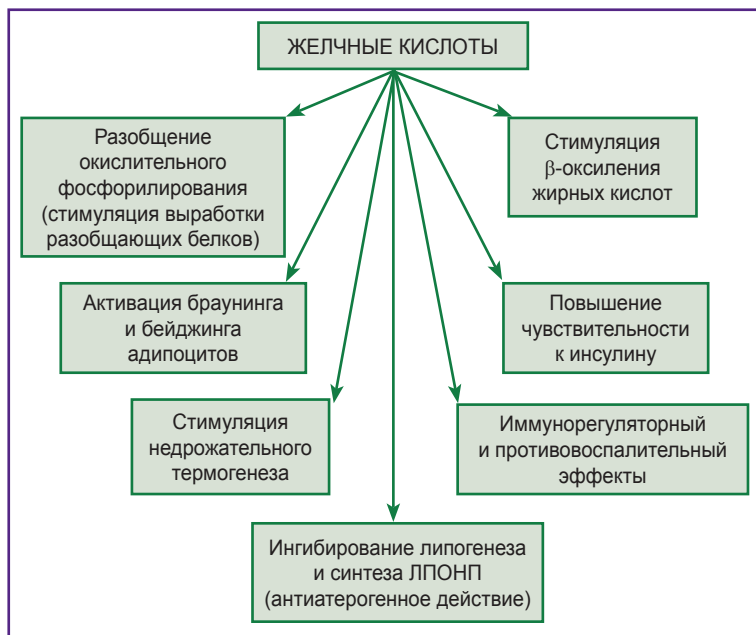 ЖЕЛЧНЫЕ КИСЛОТЫ
Разобщение
окислительного
фосфорилирования
(стимуляция выработки
разобщающих белков)
Стимуляция
β-оксиления
жирных кислот
Активация браунинга
и бейджинга
адипоцитов
Повышение
чувствительности
к инсулину
Стимуляция
недрожательного
термогенеза
Иммунорегуляторный
и противовоспалительный
эффекты
Ингибирование липогенеза
и синтеза ЛПОНП
(антиатерогенное действие)